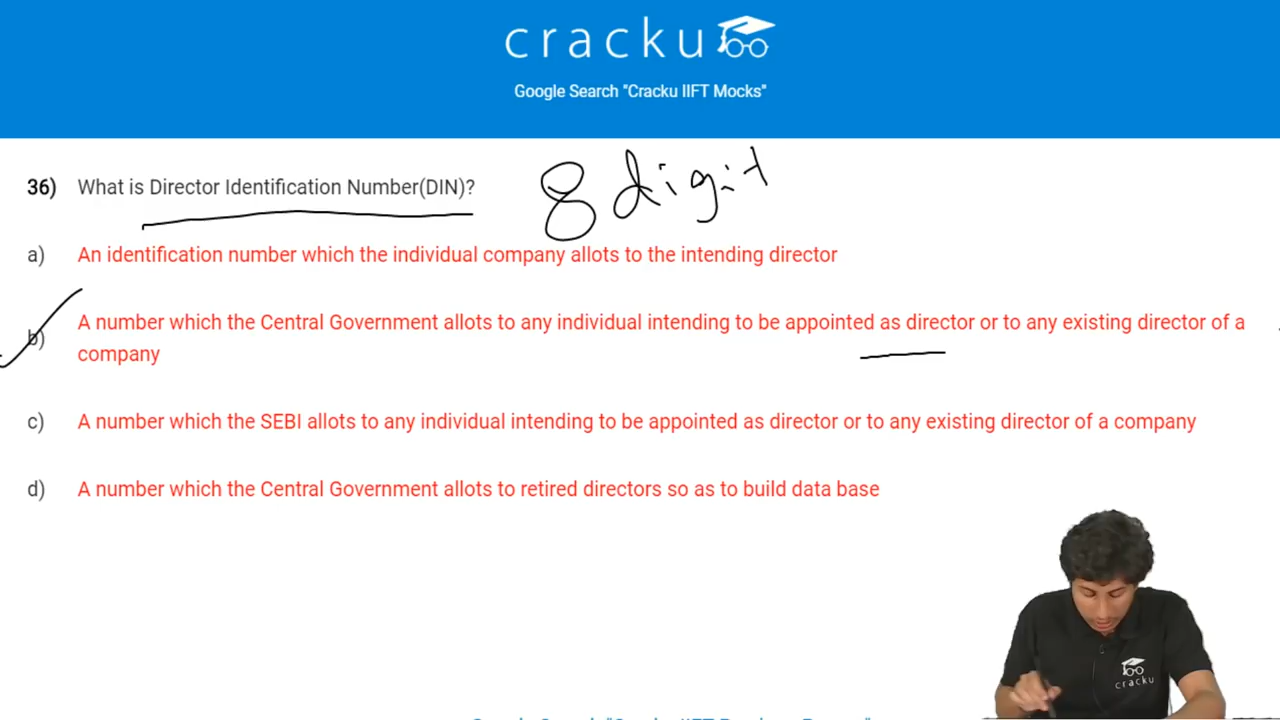 cracku
Google Search "Cracku IIFT Mocks"
36) What is Director Identification Number(DIN)?
8 digit
a) An identification number which the individual company allots to the intending director
b) A number which the Central Government allots to any individual intending to be appointed as director or to any existing director of a
company
c) A number which the SEBI allots to any individual intending to be appointed as director or to any existing director of a company
d) A number which the Central Government allots to retired directors so as to build data base
cracku